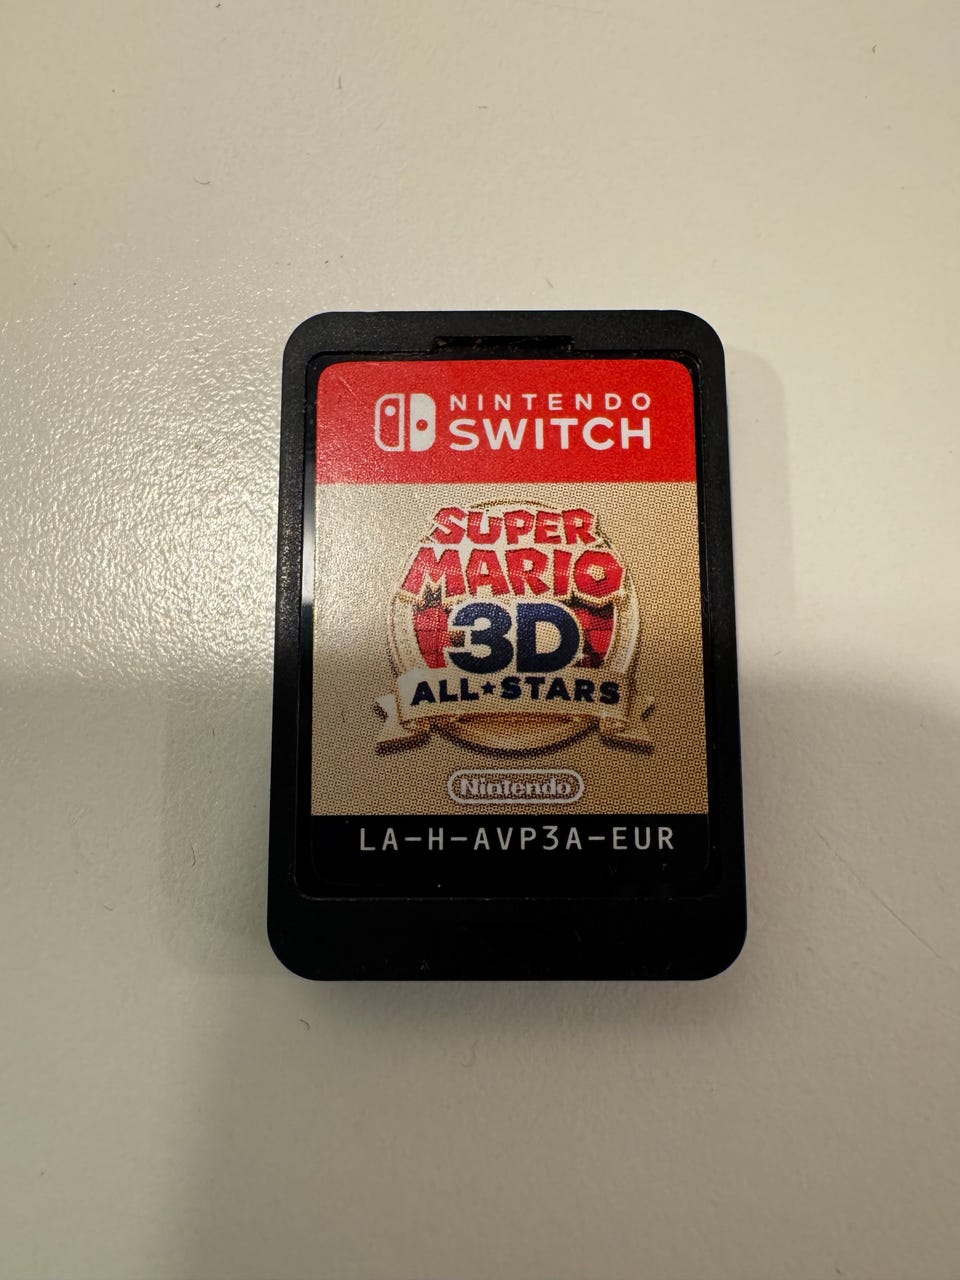 NINTENDO
SWITCH
SUPER
MARIO
3D
ALL★STARS
Nintendo
LA-H-AVP3A-EUR